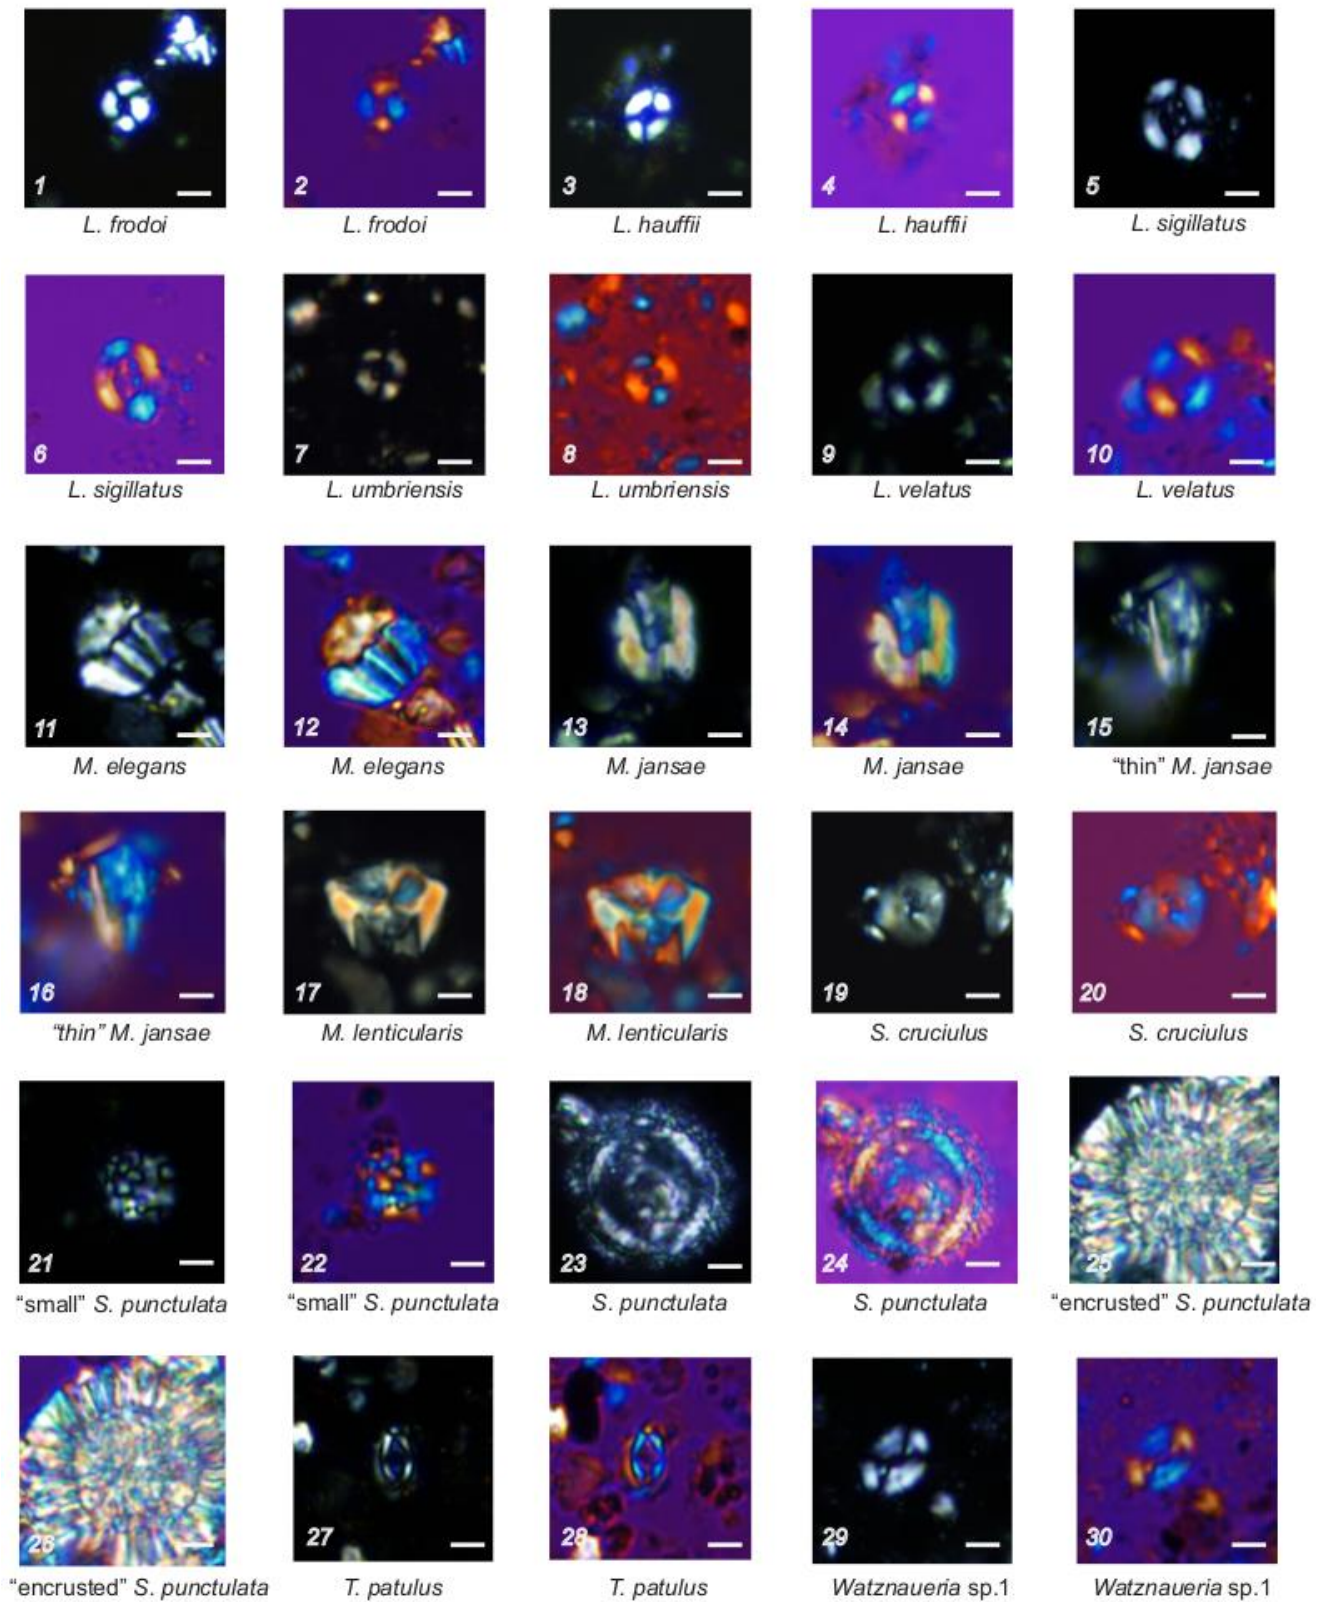 1 2 3 4 5
L. frodoi L. frodoi L. hauffii L. hauffii L. sigillatus
6 7 8 9 10
L. sigillatus L. umbriensis L. umbriensis L. velatus L. velatus
11 12 13 14 15
M. elegans M. elegans M. jansae M. jansae “thin” M. jansae
16 17 18 19 20
“thin” M. jansae M. lenticularis M. lenticularis S. cruciulus S. cruciulus
21 22 23 24 25
“small” S. punctulata “small” S. punctulata S. punctulata S. punctulata “encrusted” S. punctulata
26 27 28 29 30
“encrusted” S. punctulata T. patulus T. patulus Watznaueria sp.1 Watznaueria sp.1